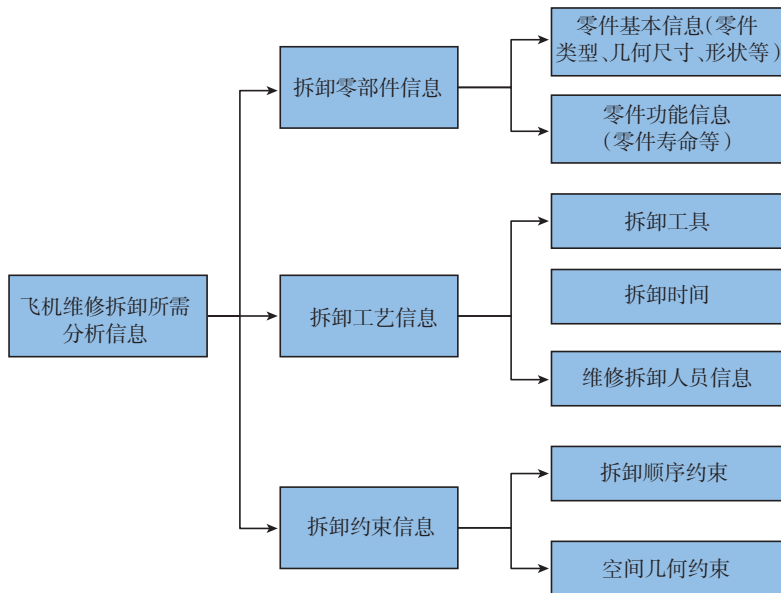 零件基本信息(零件
类型、几何尺寸、形状等)
拆卸零部件信息
零件功能信息
(零件寿命等)
拆卸工具
飞机维修拆卸所需
分析信息
拆卸工艺信息
拆卸时间
维修拆卸人员信息
拆卸顺序约束
拆卸约束信息
空间几何约束